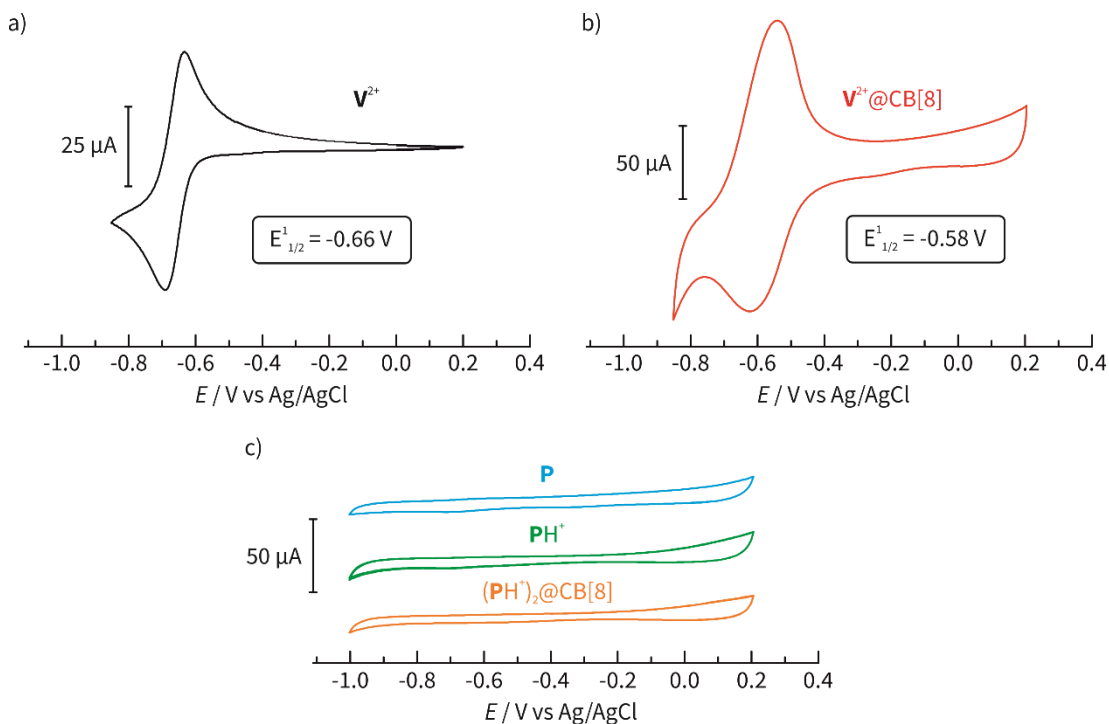 a)
V²⁺
25 µA
E¹₁/₂ = -0.66 V
-1.0 -0.8 -0.6 -0.4 -0.2 0.0 0.2 0.4
E / V vs Ag/AgCl
b)
V²⁺@CB[8]
50 µA
E¹₁/₂ = -0.58 V
-1.0 -0.8 -0.6 -0.4 -0.2 0.0 0.2 0.4
E / V vs Ag/AgCl
c)
P
PH⁺
50 µA
(PH⁺)₂@CB[8]
-1.0 -0.8 -0.6 -0.4 -0.2 0.0 0.2 0.4
E / V vs Ag/AgCl